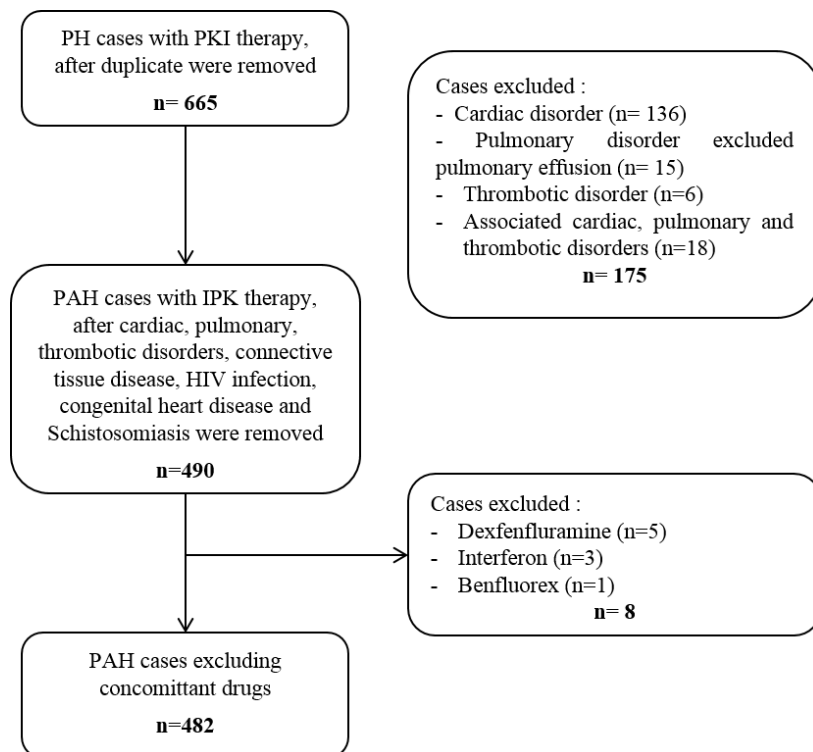 PH cases with PKI therapy,
after duplicate were removed
n= 665
Cases excluded :
- Cardiac disorder (n= 136)
- Pulmonary disorder excluded
pulmonary effusion (n= 15)
- Thrombotic disorder (n=6)
- Associated cardiac, pulmonary and
thrombotic disorders (n=18)
n= 175
PAH cases with IPK therapy,
after cardiac, pulmonary,
thrombotic disorders, connective
tissue disease, HIV infection,
congenital heart disease and
Schistosomiasis were removed
n=490
Cases excluded :
- Dexfenfluramine (n=5)
- Interferon (n=3)
- Benfluorex (n=1)
n= 8
PAH cases excluding
concomittant drugs
n=482